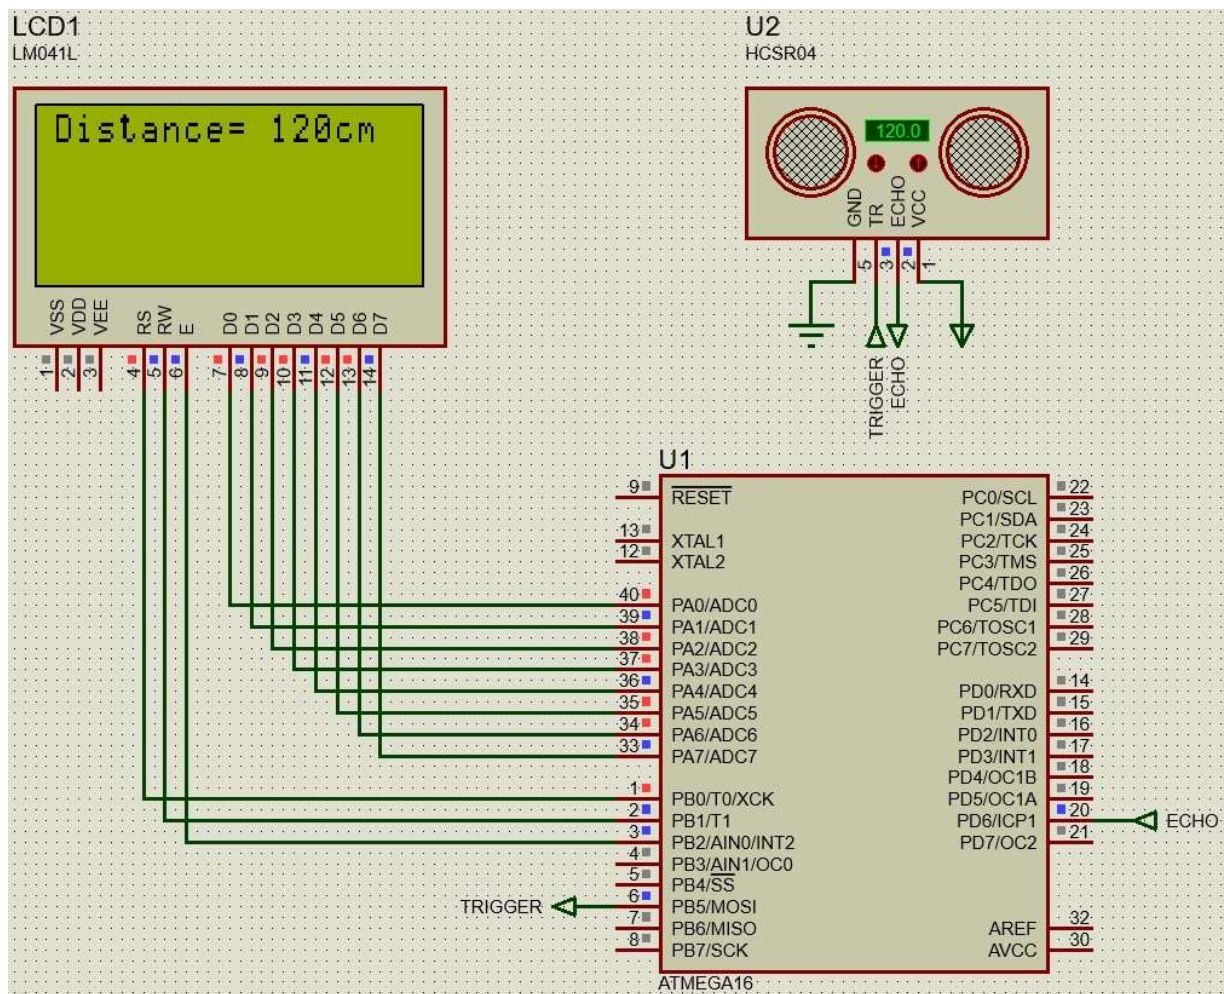 LCD1
LM041L
Distance= 120cm
VSS VDD VEE RS RW E D0 D1 D2 D3 D4 D5 D6 D7
1 2 3 4 5 6 7 8 9 10 11 12 13 14
U2
HCSR04
120.0
GND TR ECHO VCC
5 3 2 1
TRIGGER
ECHO
U1
9 RESET
13 XTAL1
12 XTAL2
40 PA0/ADC0
39 PA1/ADC1
38 PA2/ADC2
37 PA3/ADC3
36 PA4/ADC4
35 PA5/ADC5
34 PA6/ADC6
33 PA7/ADC7
1 PB0/T0/XCK
2 PB1/T1
3 PB2/AIN0/INT2
4 PB3/AIN1/OC0
5 PB4/SS
TRIGGER 6 PB5/MOSI
7 PB6/MISO
8 PB7/SCK
PC0/SCL 22
PC1/SDA 23
PC2/TCK 24
PC3/TMS 25
PC4/TDO 26
PC5/TDI 27
PC6/TOSC1 28
PC7/TOSC2 29
PD0/RXD 14
PD1/TXD 15
PD2/INT0 16
PD3/INT1 17
PD4/OC1B 18
PD5/OC1A 19
PD6/ICP1 20 ECHO
PD7/OC2 21
AREF 32
AVCC 30
ATMEGA16